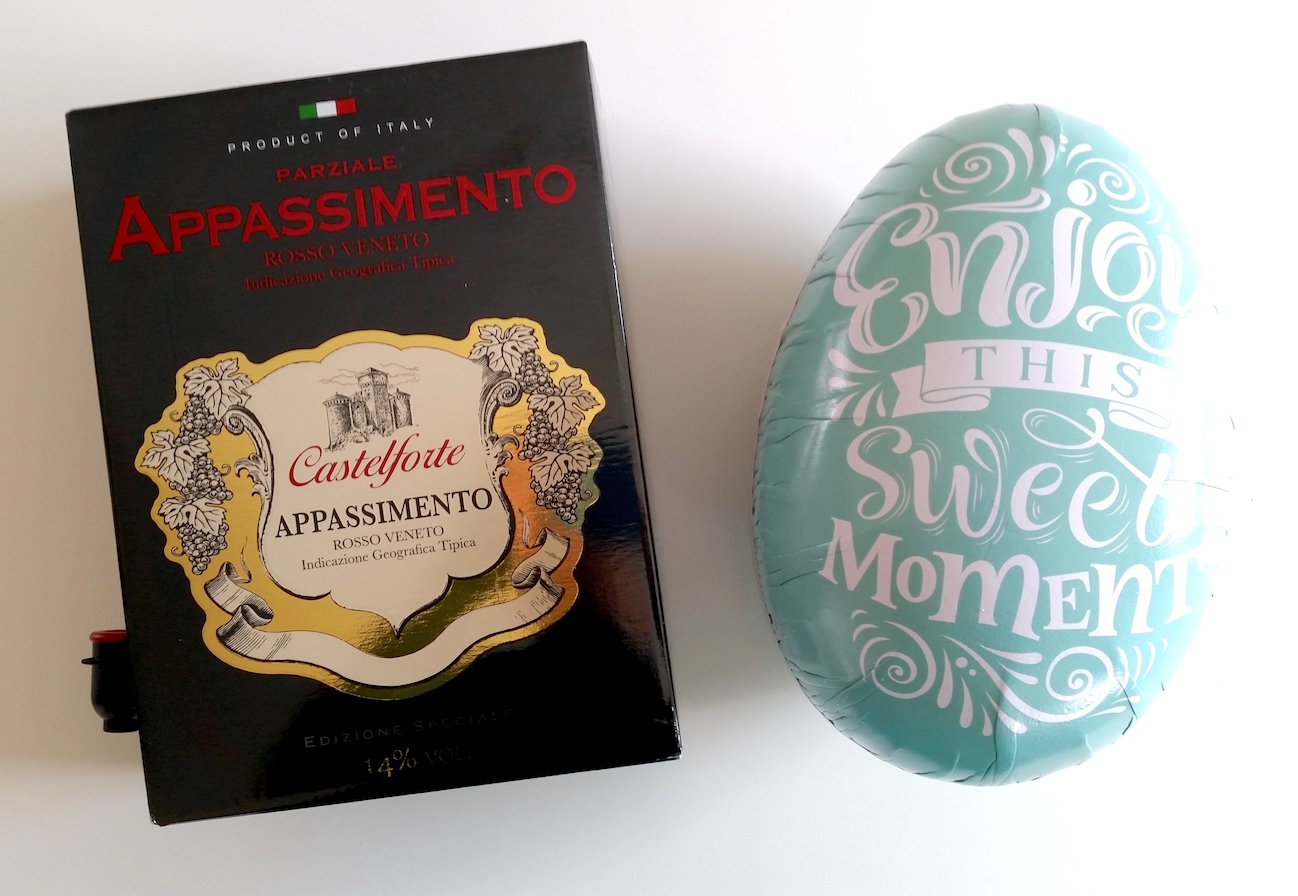 PRODUCT OF ITALY
PARZIALE
APPASSIMENTO
ROSSO VENETO
Indicazione Geografica Tipica
Castelforte
APPASSIMENTO
ROSSO VENETO
Indicazione Geografica Tipica
EDIZIONE SPECIALE
14% VOL.
Enjoy
THIS
Sweet
MOMENT